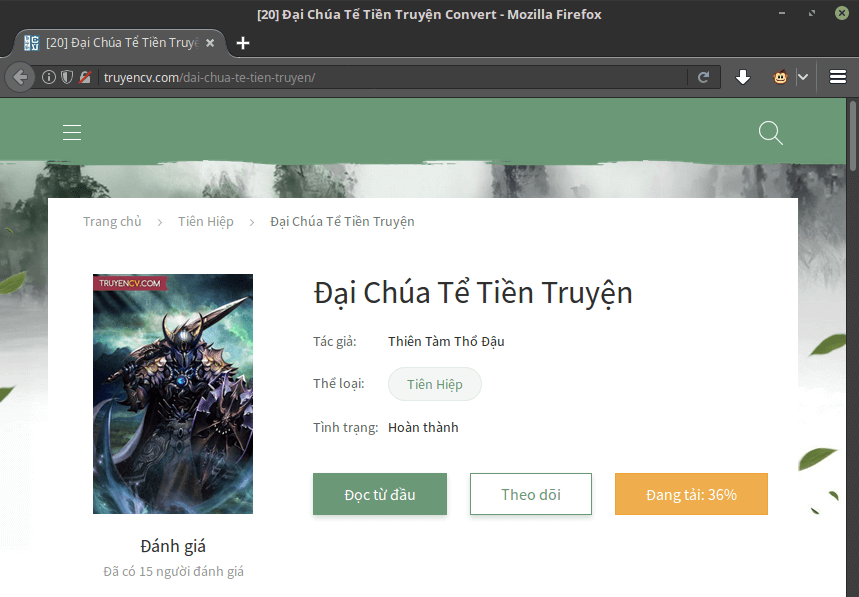 [20] Đại Chúa Tể Tiền Truyện Convert - Mozilla Firefox
[20] Đại Chúa Tể Tiền Truyệ
truyencv.com/dai-chua-te-tien-truyen/
Trang chủ > Tiên Hiệp > Đại Chúa Tể Tiền Truyện
TRUYENCV.COM
Đại Chúa Tể Tiền Truyện
Tác giả: Thiên Tàm Thổ Đậu
Thể loại: Tiên Hiệp
Tình trạng: Hoàn thành
Đọc từ đầu Theo dõi Đang tải: 36%
Đánh giá
Đã có 15 người đánh giá